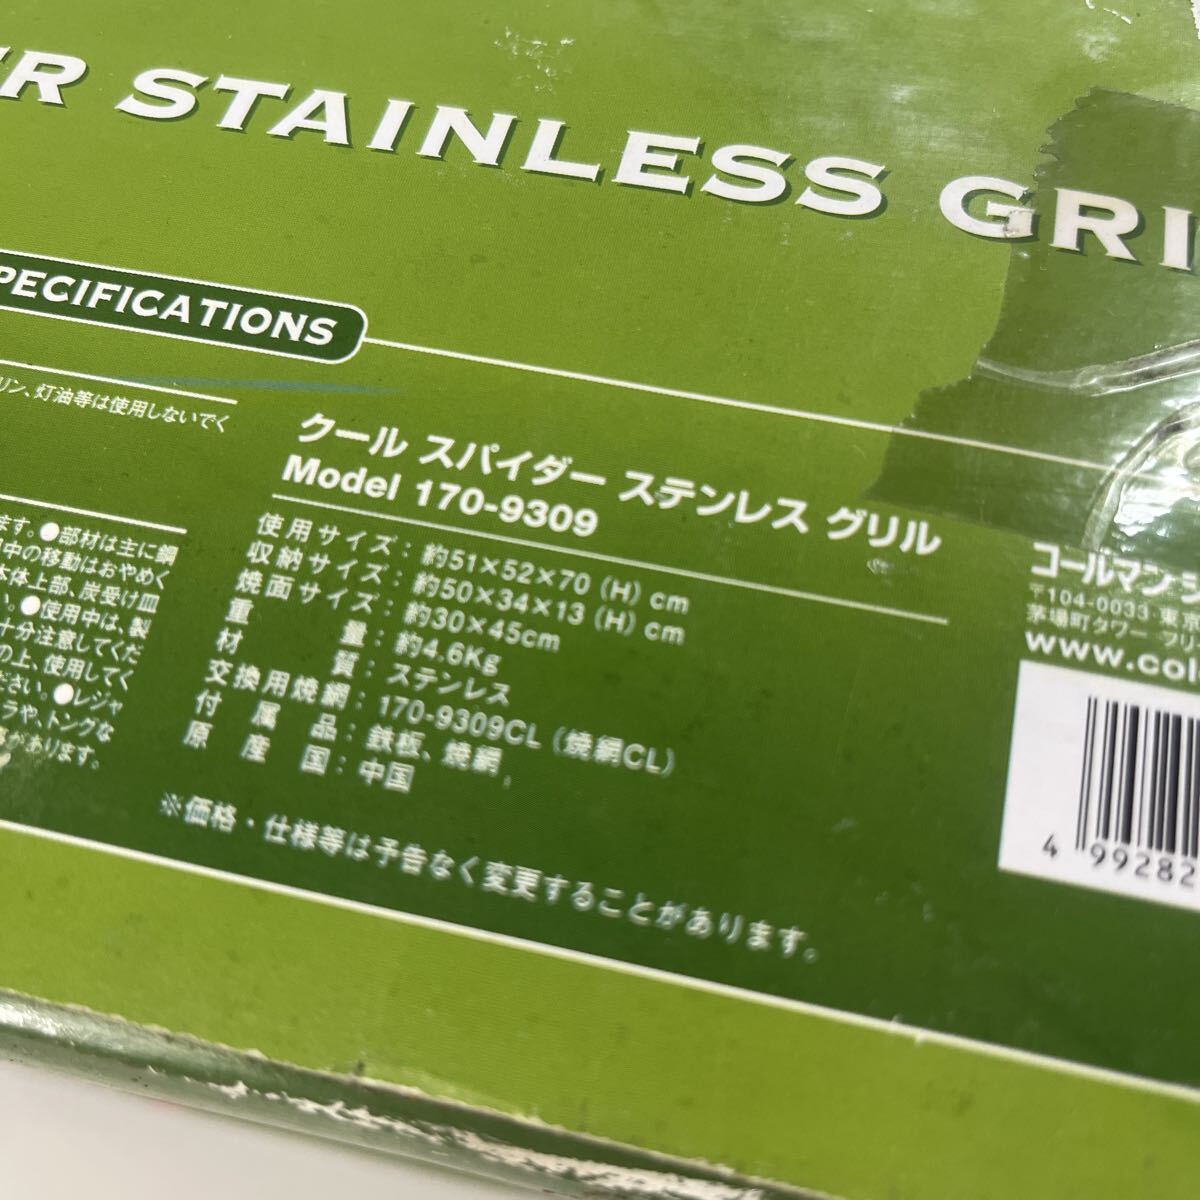 ER STAINLESS GRI
PECIFICATIONS
リン、灯油等は使用しないでく
ます。●部材は主に鋼
中の移動はおやめく
本体上部、炭受け皿
い。●使用中は、製
十分注意してくだ
の上、使用してく
ださい。●レジャ
ラや、トングな
があります。
クール スパイダー ステンレス グリル
Model 170-9309
使用サイズ：約51×52×70（H）cm
収納サイズ：約50×34×13（H）cm
焼面サイズ：約30×45cm
重量：約4.6Kg
材質：ステンレス
交換用焼網：170-9309CL（焼網CL）
付属品：鉄板、焼網
原産国：中国
※価格・仕様等は予告なく変更することがあります。
コールマン
〒104-0033 東京
茅場町タワー フリ
www.col
4 99282